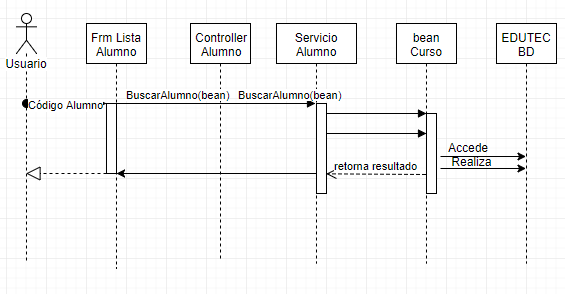 Usuario
Frm Lista
Alumno
Controller
Alumno
Servicio
Alumno
bean
Curso
EDUTEC
BD
BuscarAlumno(bean)
BuscarAlumno(bean)
Código Alumno
Accede
Realiza
retorna resultado